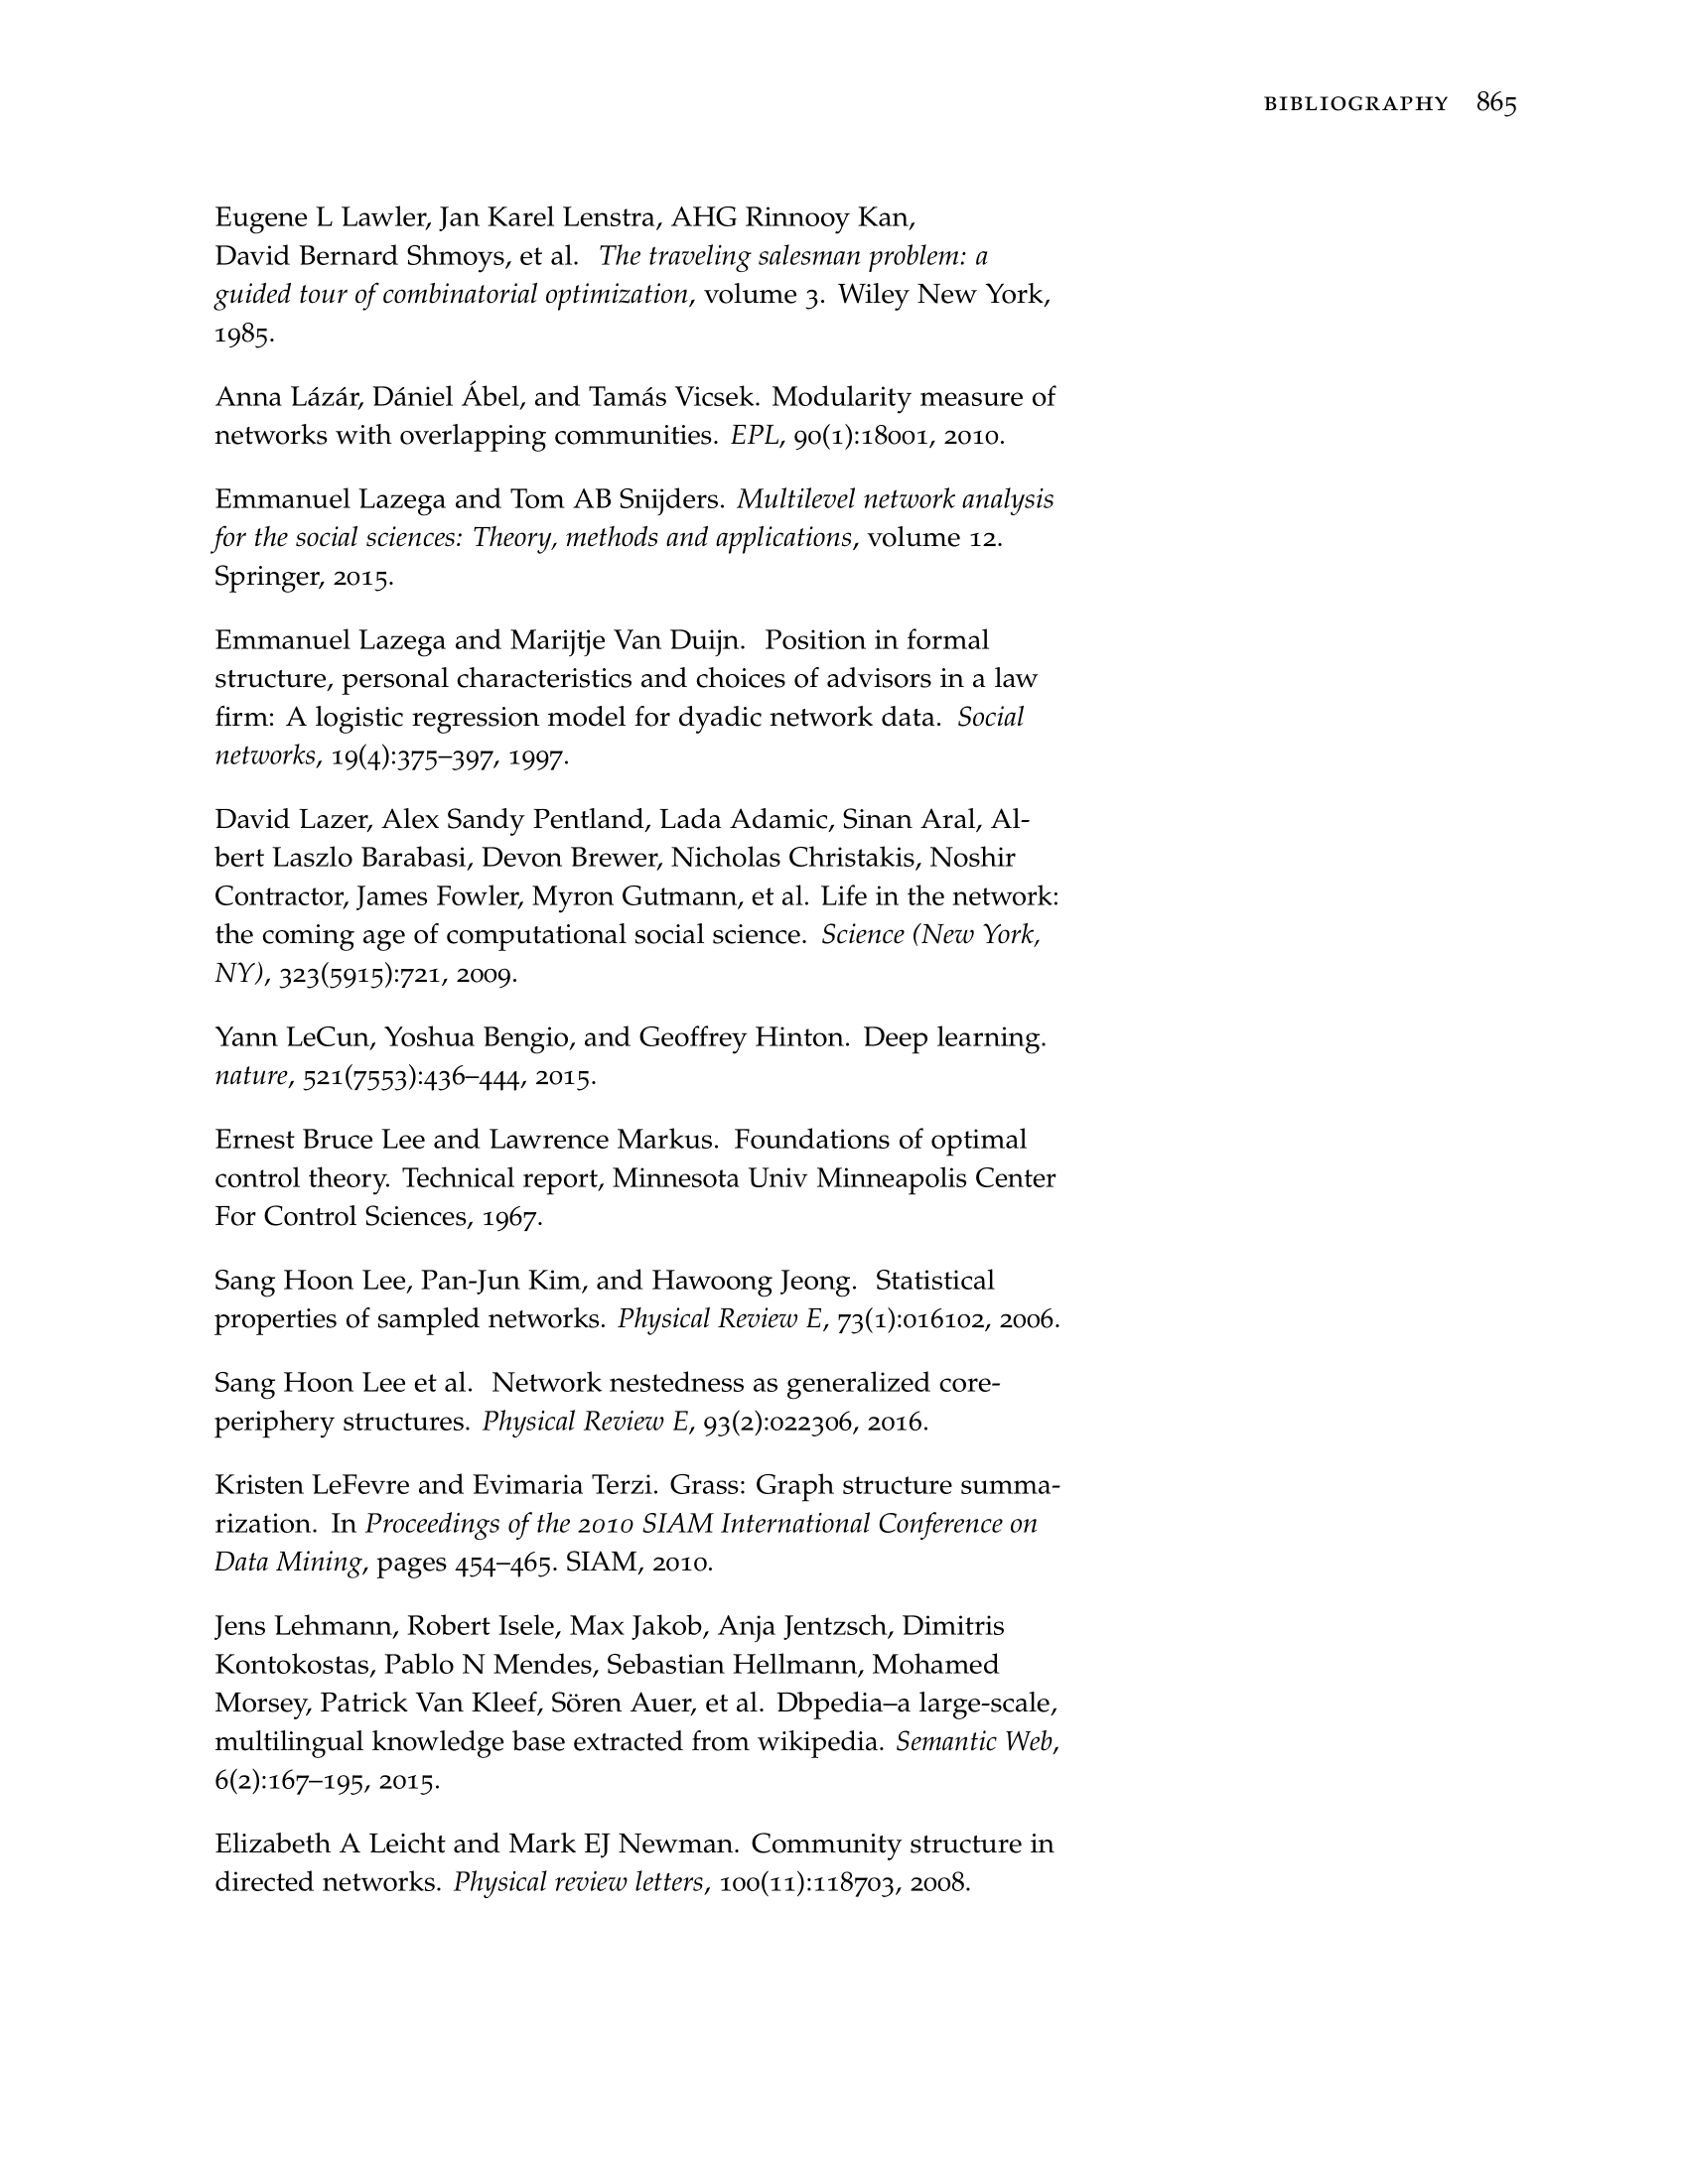 BIBLIOGRAPHY 865
Eugene L Lawler, Jan Karel Lenstra, AHG Rinnooy Kan,
David Bernard Shmoys, et al. The traveling salesman problem: a
guided tour of combinatorial optimization, volume 3. Wiley New York,
1985.
Anna Lázár, Dániel Ábel, and Tamás Vicsek. Modularity measure of
networks with overlapping communities. EPL, 90(1):18001, 2010.
Emmanuel Lazega and Tom AB Snijders. Multilevel network analysis
for the social sciences: Theory, methods and applications, volume 12.
Springer, 2015.
Emmanuel Lazega and Marijtje Van Duijn. Position in formal
structure, personal characteristics and choices of advisors in a law
firm: A logistic regression model for dyadic network data. Social
networks, 19(4):375–397, 1997.
David Lazer, Alex Sandy Pentland, Lada Adamic, Sinan Aral, Al-
bert Laszlo Barabasi, Devon Brewer, Nicholas Christakis, Noshir
Contractor, James Fowler, Myron Gutmann, et al. Life in the network:
the coming age of computational social science. Science (New York,
NY), 323(5915):721, 2009.
Yann LeCun, Yoshua Bengio, and Geoffrey Hinton. Deep learning.
nature, 521(7553):436–444, 2015.
Ernest Bruce Lee and Lawrence Markus. Foundations of optimal
control theory. Technical report, Minnesota Univ Minneapolis Center
For Control Sciences, 1967.
Sang Hoon Lee, Pan-Jun Kim, and Hawoong Jeong. Statistical
properties of sampled networks. Physical Review E, 73(1):016102, 2006.
Sang Hoon Lee et al. Network nestedness as generalized core-
periphery structures. Physical Review E, 93(2):022306, 2016.
Kristen LeFevre and Evimaria Terzi. Grass: Graph structure summa-
rization. In Proceedings of the 2010 SIAM International Conference on
Data Mining, pages 454–465. SIAM, 2010.
Jens Lehmann, Robert Isele, Max Jakob, Anja Jentzsch, Dimitris
Kontokostas, Pablo N Mendes, Sebastian Hellmann, Mohamed
Morsey, Patrick Van Kleef, Sören Auer, et al. Dbpedia–a large-scale,
multilingual knowledge base extracted from wikipedia. Semantic Web,
6(2):167–195, 2015.
Elizabeth A Leicht and Mark EJ Newman. Community structure in
directed networks. Physical review letters, 100(11):118703, 2008.